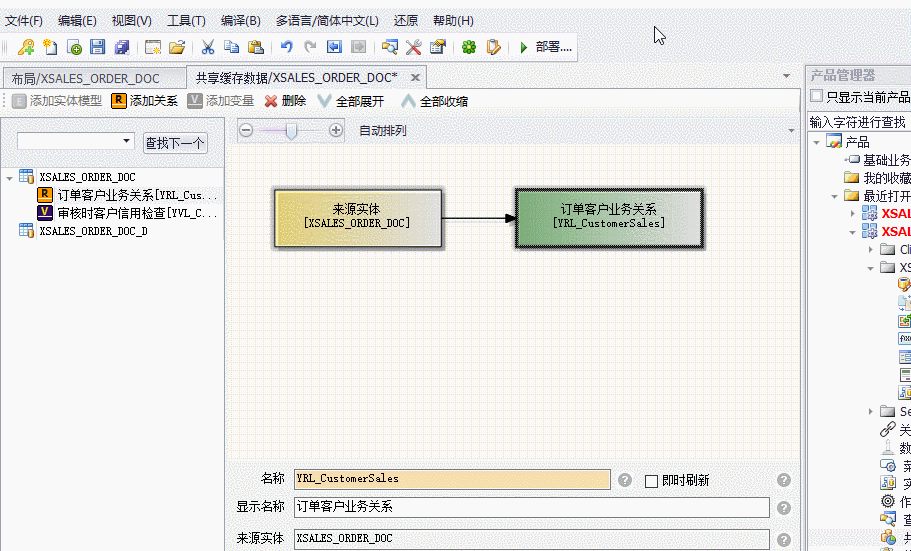 文件(F) 编辑(E) 视图(V) 工具(T) 编译(B) 多语言/简体中文(L) 还原 帮助(H)
部署....
布局/XSALES_ORDER_DOC 共享缓存数据/XSALES_ORDER_DOC*
产品管理器
添加实体模型 添加关系 添加变量 删除 全部展开 全部收缩
只显示当前产品
查找下一个 自动排列
输入字符进行查找
XSALES_ORDER_DOC
订单客户业务关系[YRL_Cus...
审核时客户信用检查[YVL_C...
XSALES_ORDER_DOC_D
来源实体
[XSALES_ORDER_DOC]
订单客户业务关系
[YRL_CustomerSales]
产品
基础业务
我的收藏
最近打开
XSAL
XSAL
Cl
XS
Se
关
数
菜
实
作
查
共
名称 YRL_CustomerSales 即时刷新
显示名称 订单客户业务关系
来源实体 XSALES_ORDER_DOC